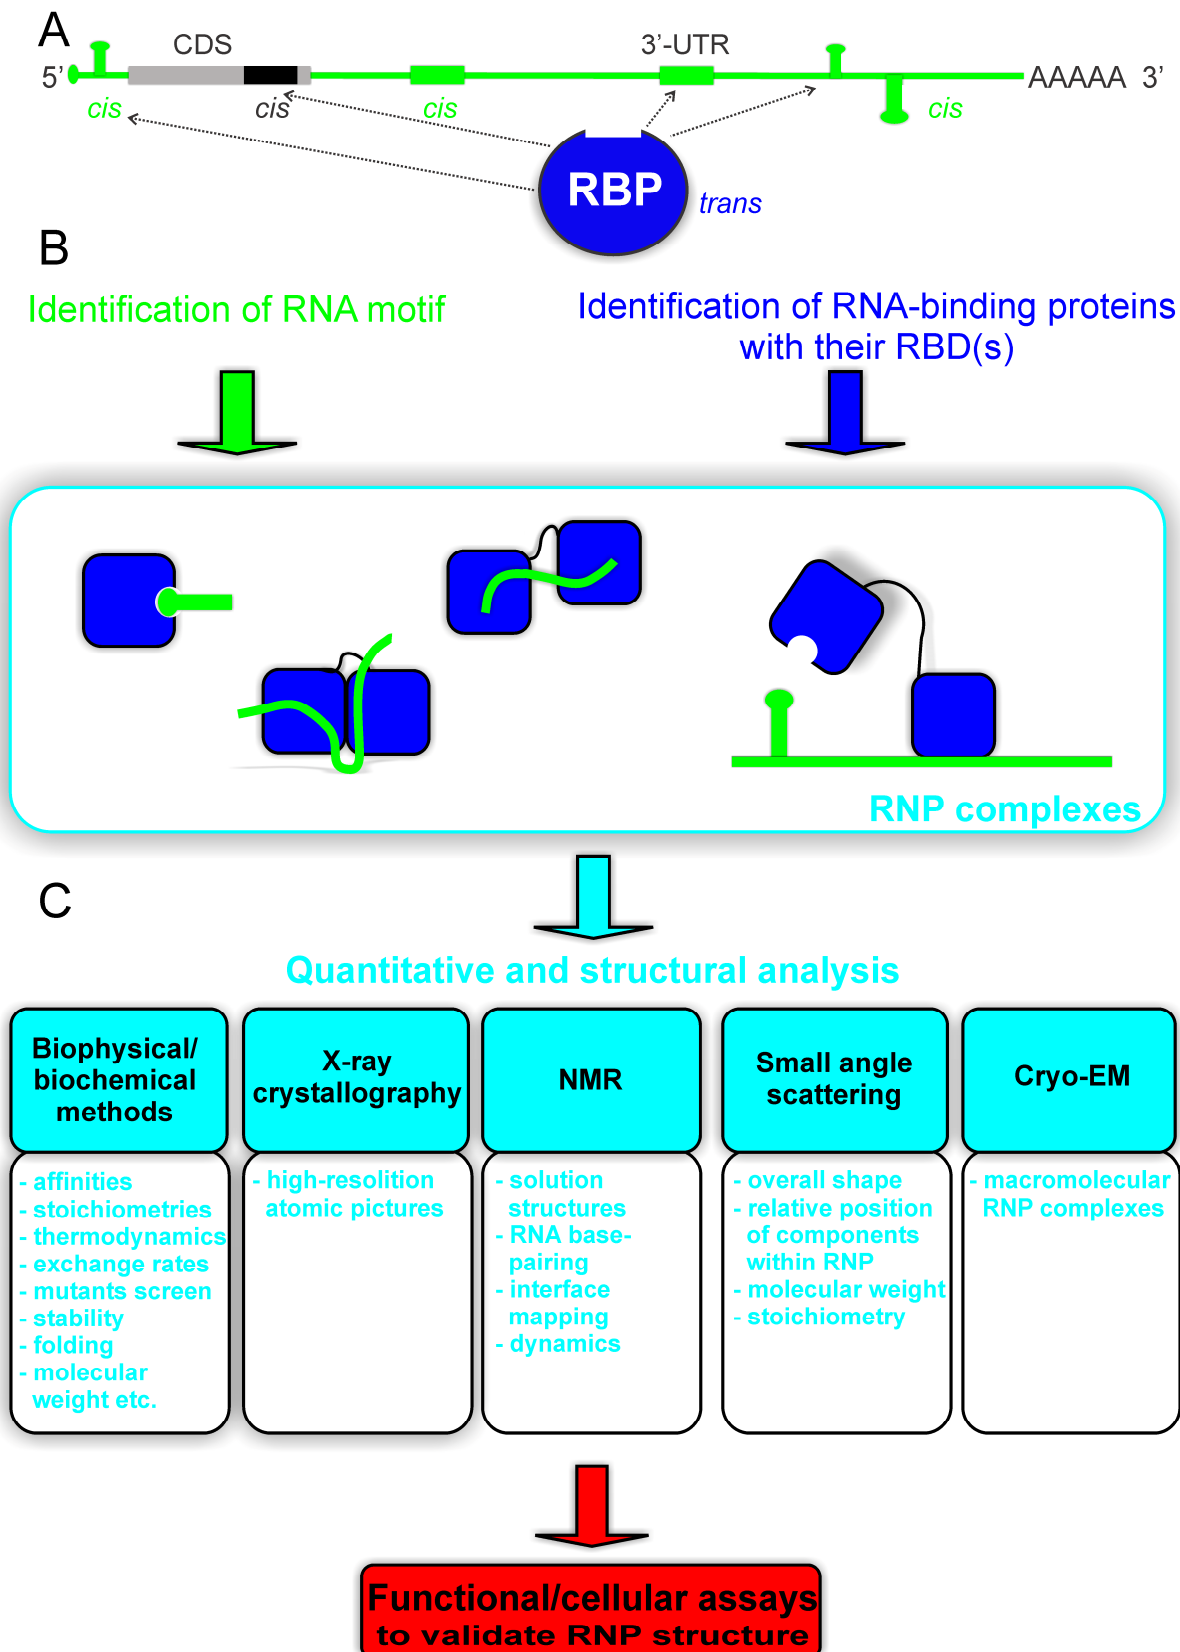 A
CDS
3’-UTR
5’
AAAAA 3’
cis
cis
cis
cis
RBP
trans
B
Identification of RNA motif
Identification of RNA-binding proteins
with their RBD(s)
RNP complexes
C
Quantitative and structural analysis
Biophysical/
biochemical
methods
- affinities
- stoichiometries
- thermodynamics
- exchange rates
- mutants screen
- stability
- folding
- molecular
weight etc.
X-ray
crystallography
- high-resolition
atomic pictures
NMR
- solution
structures
- RNA base-
pairing
- interface
mapping
- dynamics
Small angle
scattering
- overall shape
- relative position
of components
within RNP
- molecular weight
- stoichiometry
Cryo-EM
- macromolecular
RNP complexes
Functional/cellular assays
to validate RNP structure